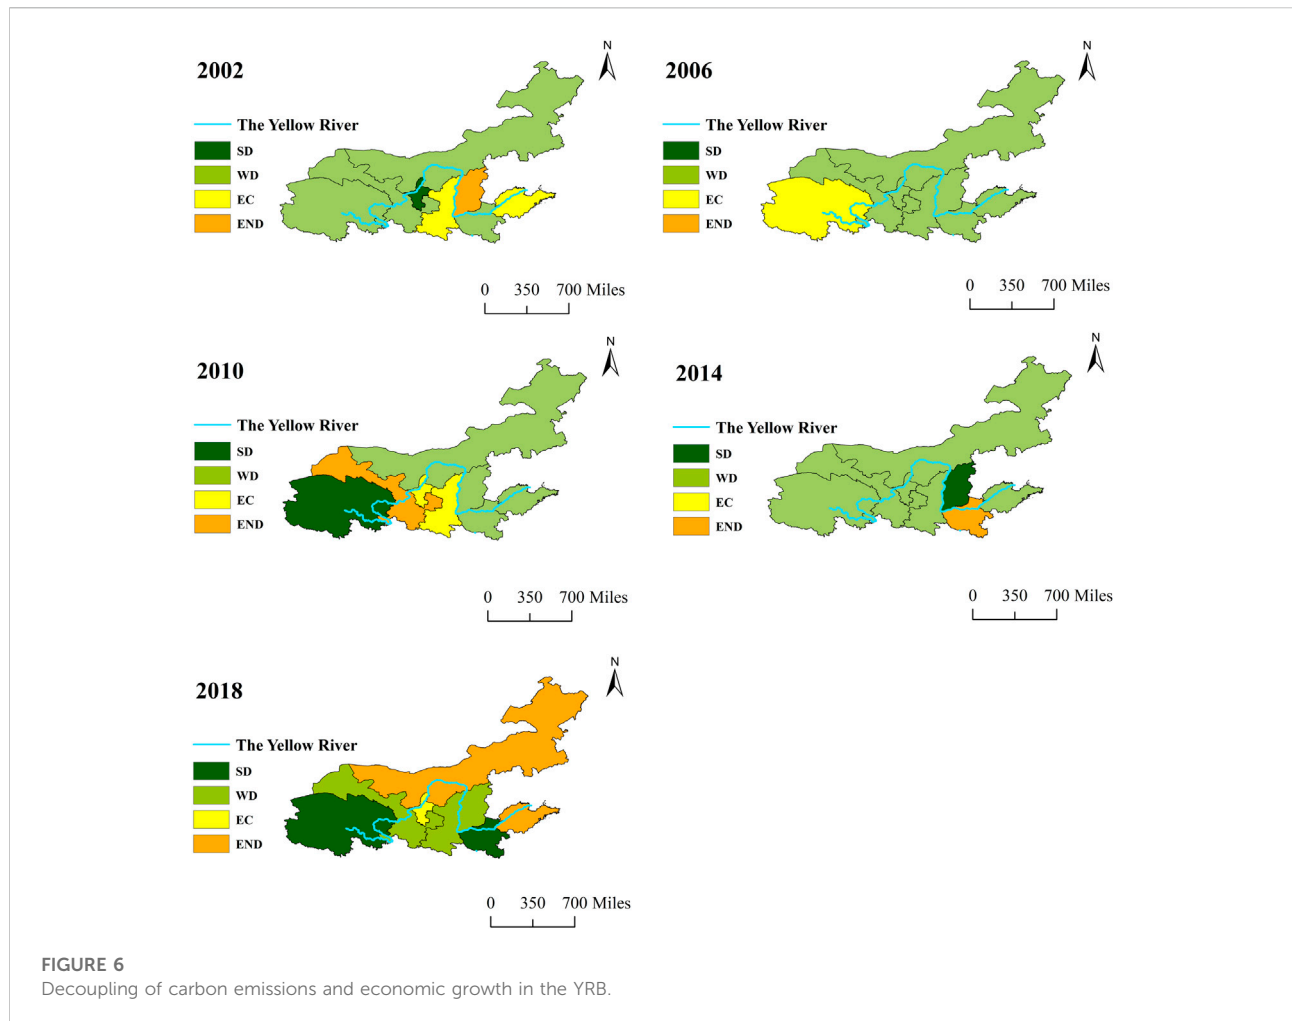 2002
N
The Yellow River
SD
WD
EC
END
0 350 700 Miles
2006
N
The Yellow River
SD
WD
EC
END
0 350 700 Miles
2010
N
The Yellow River
SD
WD
EC
END
0 350 700 Miles
2014
N
The Yellow River
SD
WD
EC
END
0 350 700 Miles
2018
N
The Yellow River
SD
WD
EC
END
0 350 700 Miles
FIGURE 6
Decoupling of carbon emissions and economic growth in the YRB.